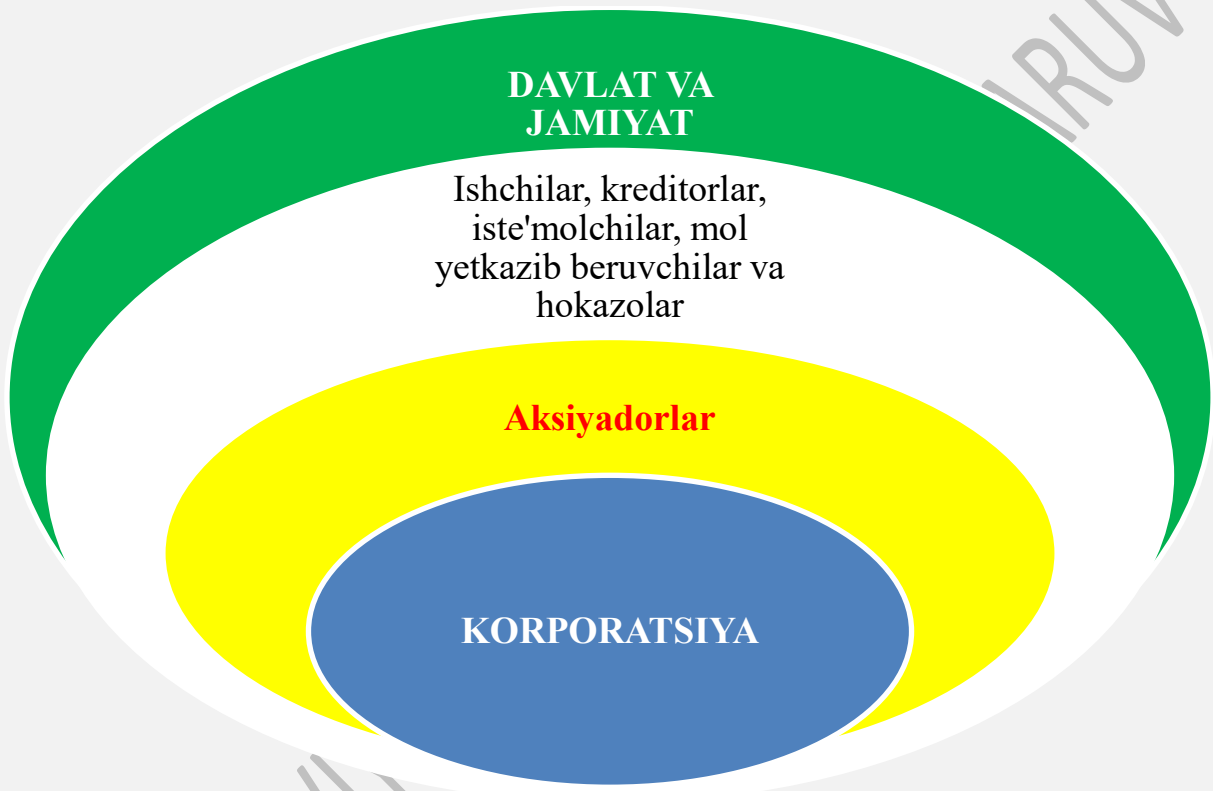 DAVLAT VA
JAMIYAT
Ishchilar, kreditorlar,
iste'molchilar, mol
yetkazib beruvchilar va
hokazolar
Aksiyadorlar
KORPORATSIYA